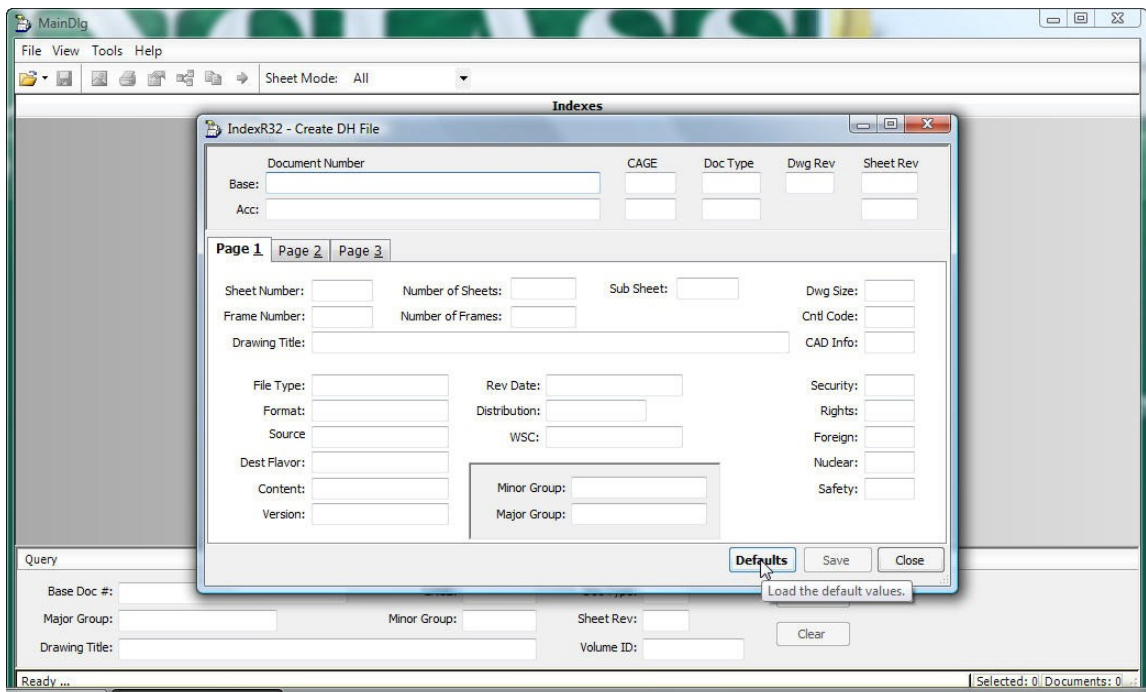 MainDlg
File View Tools Help
Sheet Mode: All
Indexes
IndexR32 - Create DH File
Document Number CAGE Doc Type Dwg Rev Sheet Rev
Base:
Acc:
Page 1 Page 2 Page 3
Sheet Number: Number of Sheets: Sub Sheet: Dwg Size:
Frame Number: Number of Frames: Cntl Code:
Drawing Title: CAD Info:
File Type: Rev Date: Security:
Format: Distribution: Rights:
Source WSC: Foreign:
Dest Flavor: Nuclear:
Content: Minor Group: Safety:
Version: Major Group:
Defaults Save Close
Load the default values.
Query
Base Doc #:
Major Group: Minor Group: Sheet Rev:
Clear
Drawing Title: Volume ID:
Ready ... Selected: 0 Documents: 0